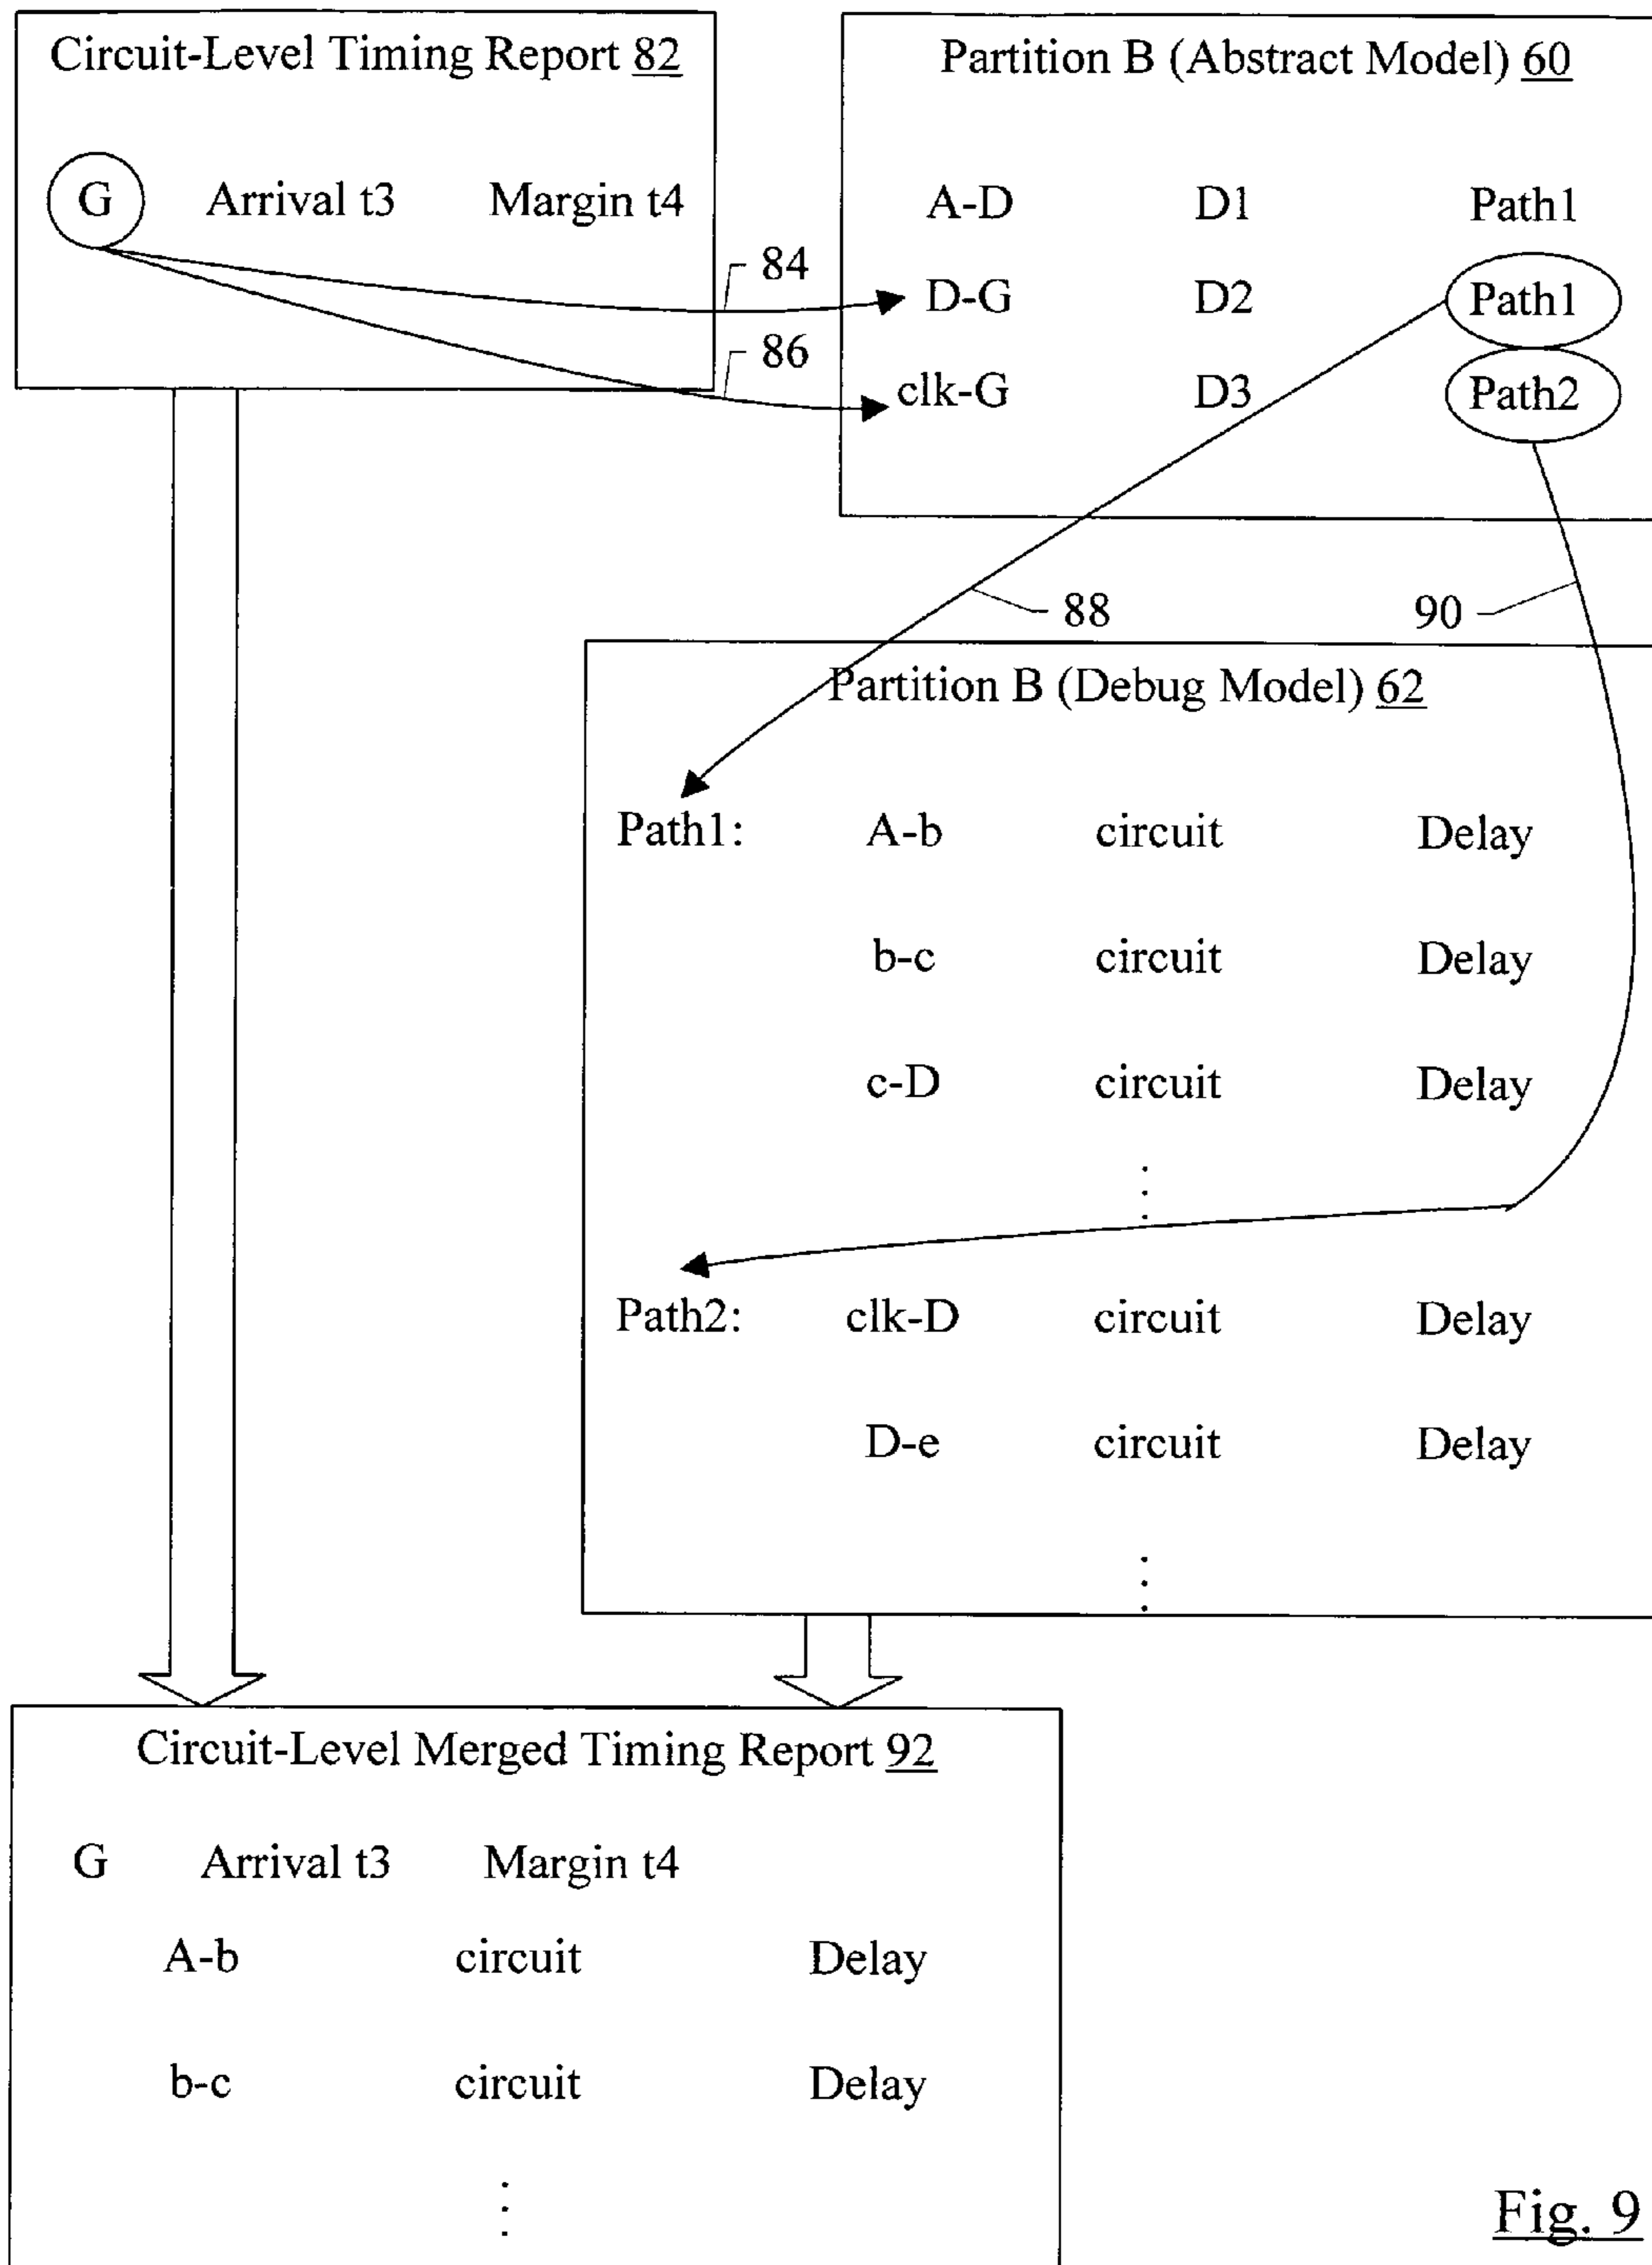 Circuit-Level Timing Report 82
G Arrival t3 Margin t4
Partition B (Abstract Model) 60
A-D D1 Path1
D-G D2 Path1
clk-G D3 Path2
84
86
88
90
Partition B (Debug Model) 62
Path1: A-b circuit Delay
b-c circuit Delay
c-D circuit Delay
Path2: clk-D circuit Delay
D-e circuit Delay
Circuit-Level Merged Timing Report 92
G Arrival t3 Margin t4
A-b circuit Delay
b-c circuit Delay
Fig. 9